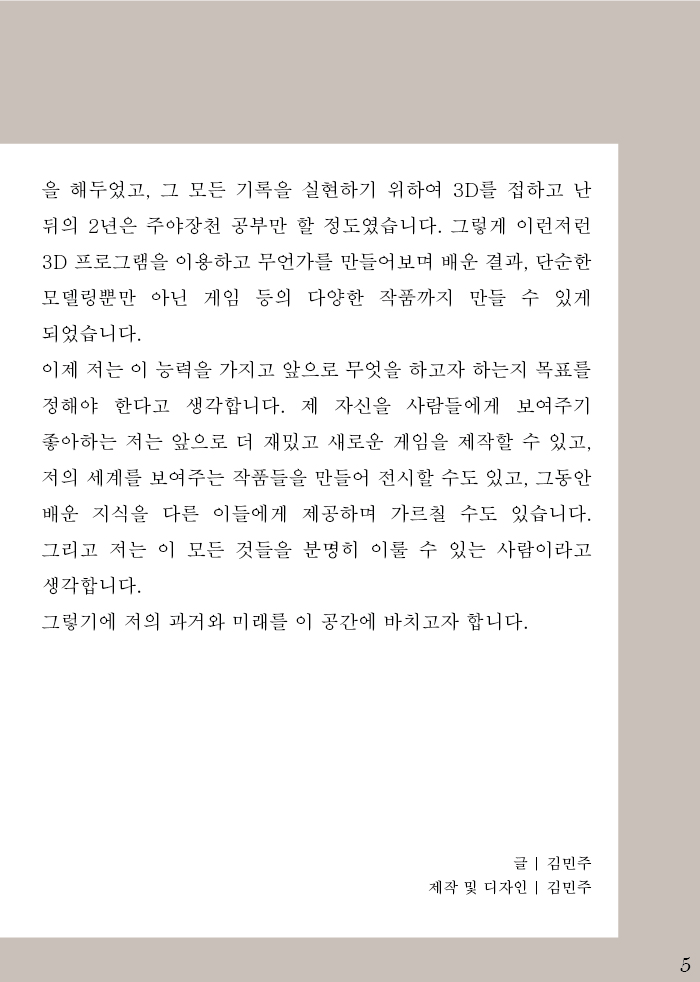 을 해두었고, 그 모든 기록을 실현하기 위하여 3D를 접하고 난
뒤의 2년은 주야장천 공부만 할 정도였습니다. 그렇게 이런저런
3D 프로그램을 이용하고 무언가를 만들어보며 배운 결과, 단순한
모델링뿐만 아닌 게임 등의 다양한 작품까지 만들 수 있게
되었습니다.
이제 저는 이 능력을 가지고 앞으로 무엇을 하고자 하는지 목표를
정해야 한다고 생각합니다. 제 자신을 사람들에게 보여주기
좋아하는 저는 앞으로 더 재밌고 새로운 게임을 제작할 수 있고,
저의 세계를 보여주는 작품들을 만들어 전시할 수도 있고, 그동안
배운 지식을 다른 이들에게 제공하며 가르칠 수도 있습니다.
그리고 저는 이 모든 것들을 분명히 이룰 수 있는 사람이라고
생각합니다.
그렇기에 저의 과거와 미래를 이 공간에 바치고자 합니다.
글 | 김민주
제작 및 디자인 | 김민주
5